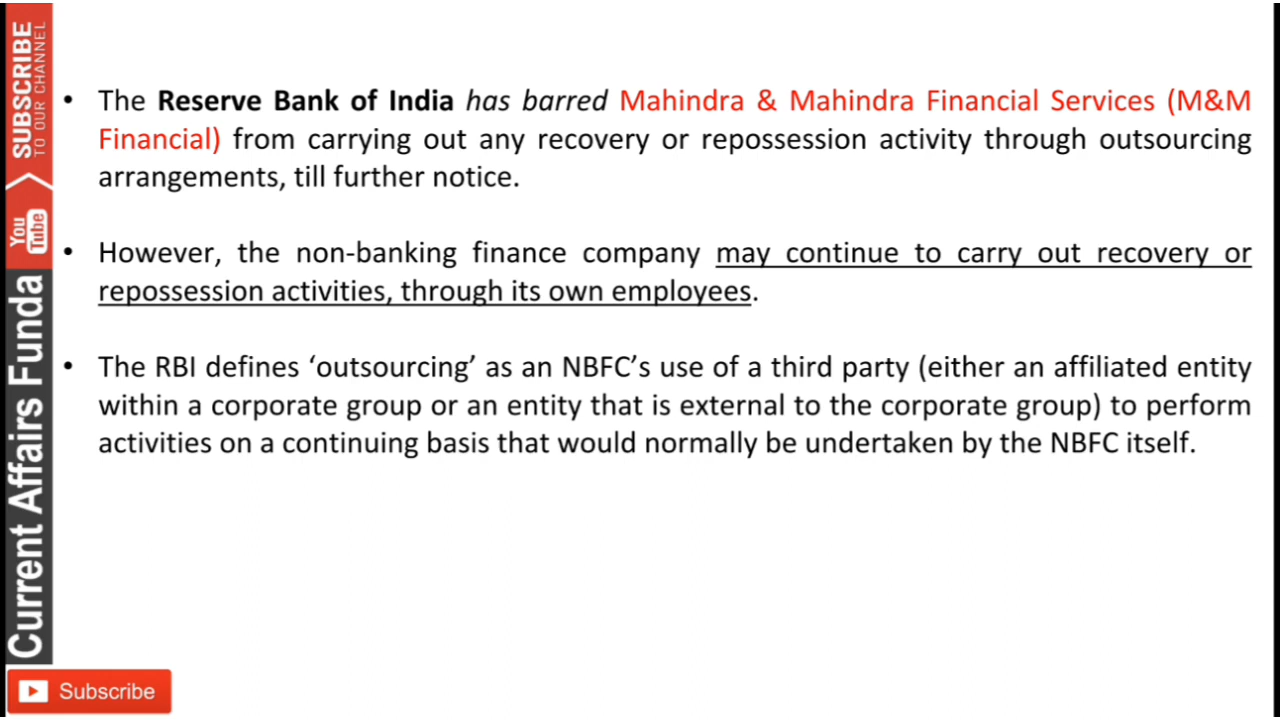 SUBSCRIBE
TO OUR CHANNEL
You
Tube
Current Affairs Funda
• The Reserve Bank of India has barred Mahindra & Mahindra Financial Services (M&M
Financial) from carrying out any recovery or repossession activity through outsourcing
arrangements, till further notice.
• However, the non-banking finance company may continue to carry out recovery or
repossession activities, through its own employees.
• The RBI defines ‘outsourcing’ as an NBFC’s use of a third party (either an affiliated entity
within a corporate group or an entity that is external to the corporate group) to perform
activities on a continuing basis that would normally be undertaken by the NBFC itself.
Subscribe